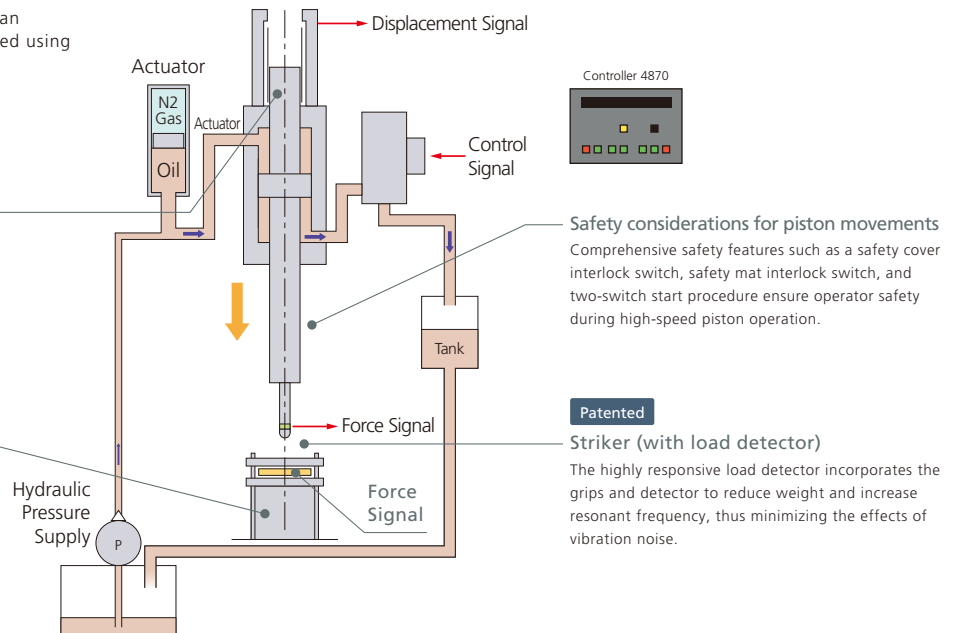 an
ed using
Displacement Signal
Actuator
N2
Gas
Oil
Actuator
Control
Signal
Controller 4870
Safety considerations for piston movements
Comprehensive safety features such as a safety cover
interlock switch, safety mat interlock switch, and
two-switch start procedure ensure operator safety
during high-speed piston operation.
Tank
Force Signal
Patented
Striker (with load detector)
The highly responsive load detector incorporates the
grips and detector to reduce weight and increase
resonant frequency, thus minimizing the effects of
vibration noise.
Force
Signal
Hydraulic
Pressure
Supply
P